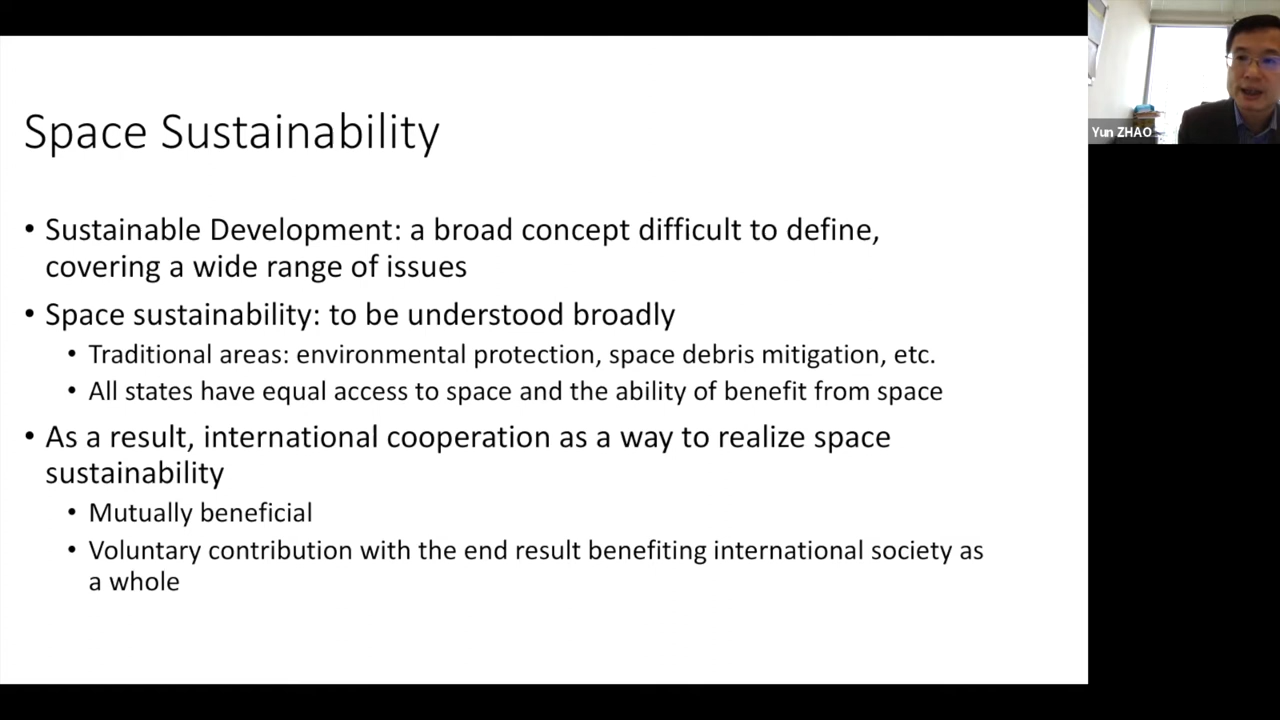 Space Sustainability
• Sustainable Development: a broad concept difficult to define,
covering a wide range of issues
• Space sustainability: to be understood broadly
• Traditional areas: environmental protection, space debris mitigation, etc.
• All states have equal access to space and the ability of benefit from space
• As a result, international cooperation as a way to realize space
sustainability
• Mutually beneficial
• Voluntary contribution with the end result benefiting international society as
a whole
Yun ZHAO